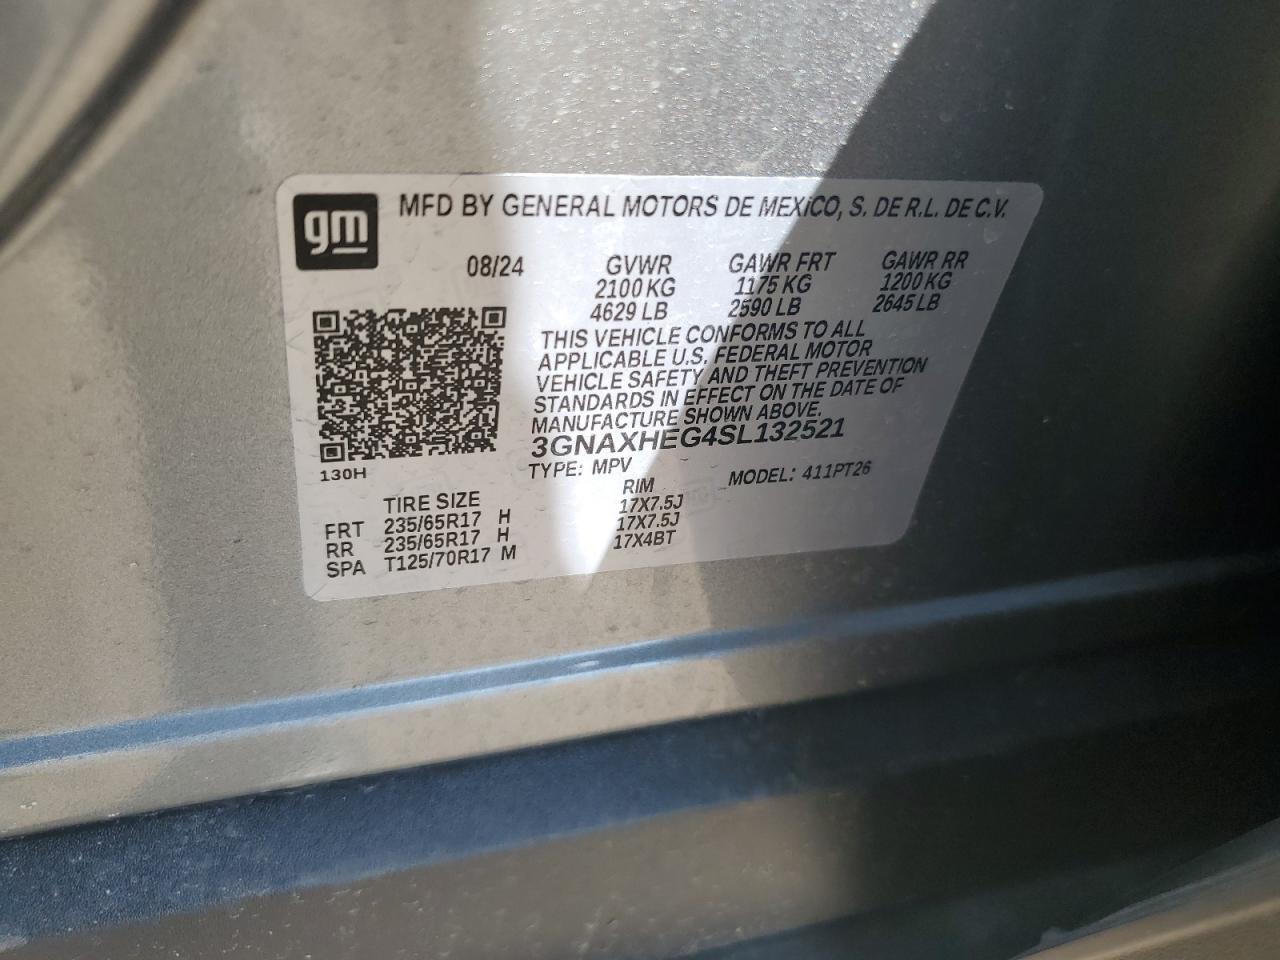 gm
MFD BY GENERAL MOTORS DE MEXICO, S. DE R.L. DE C.V.
08/24 GVWR GAWR FRT GAWR RR
2100 KG 1175 KG 1200 KG
4629 LB 2590 LB 2645 LB
THIS VEHICLE CONFORMS TO ALL
APPLICABLE U.S. FEDERAL MOTOR
VEHICLE SAFETY AND THEFT PREVENTION
STANDARDS IN EFFECT ON THE DATE OF
MANUFACTURE SHOWN ABOVE.
3GNAXHEG4SL132521
130H TYPE: MPV MODEL: 411PT26
TIRE SIZE RIM
FRT 235/65R17 H 17X7.5J
RR 235/65R17 H 17X7.5J
SPA T125/70R17 M 17X4BT